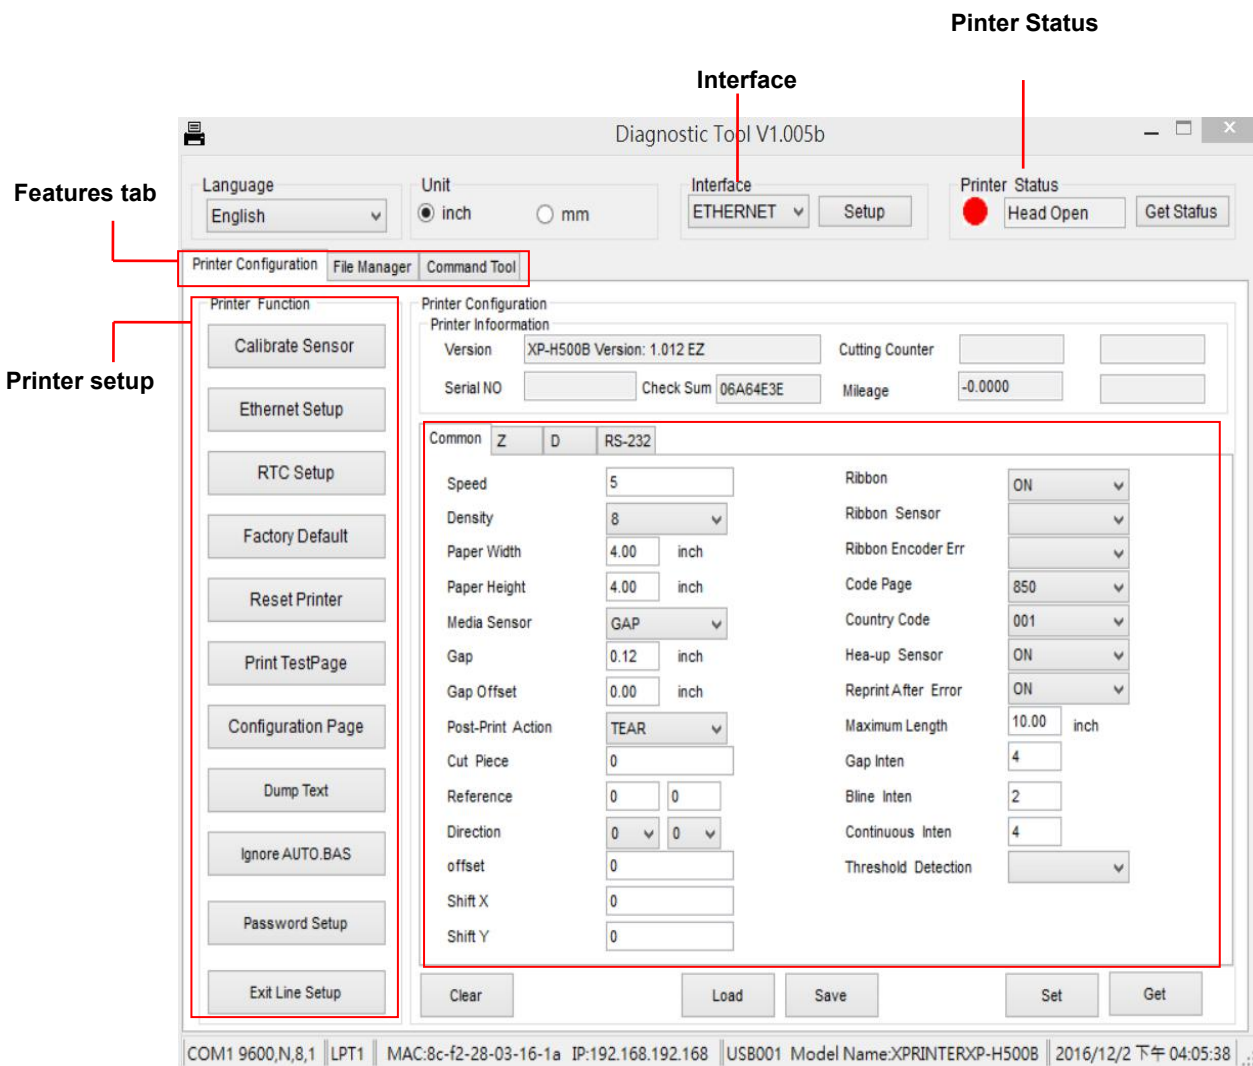 Pinter Status
Interface
Diagnostic Tool V1.005b
Features tab
Language
English
Unit
inch
mm
Interface
ETHERNET
Setup
Printer Status
Head Open
Get Status
Printer Configuration
File Manager
Command Tool
Printer setup
Printer Function
Calibrate Sensor
Ethernet Setup
RTC Setup
Factory Default
Reset Printer
Print TestPage
Configuration Page
Dump Text
Ignore AUTO.BAS
Password Setup
Exit Line Setup
Printer Configuration
Printer Infoormation
Version XP-H500B Version: 1.012 EZ Cutting Counter
Serial NO Check Sum 06A64E3E Mileage -0.0000
Common Z D RS-232
Speed 5
Density 8
Paper Width 4.00 inch
Paper Height 4.00 inch
Media Sensor GAP
Gap 0.12 inch
Gap Offset 0.00 inch
Post-Print Action TEAR
Cut Piece 0
Reference 0 0
Direction 0 0
offset 0
Shift X 0
Shift Y 0
Ribbon ON
Ribbon Sensor
Ribbon Encoder Err
Code Page 850
Country Code 001
Hea-up Sensor ON
Reprint After Error ON
Maximum Length 10.00 inch
Gap Inten 4
Bline Inten 2
Continuous Inten 4
Threshold Detection
Clear Load Save Set Get
COM1 9600,N,8,1 LPT1 MAC:8c-f2-28-03-16-1a IP:192.168.192.168 USB001 Model Name:XPRINTERXP-H500B 2016/12/2 下午 04:05:38